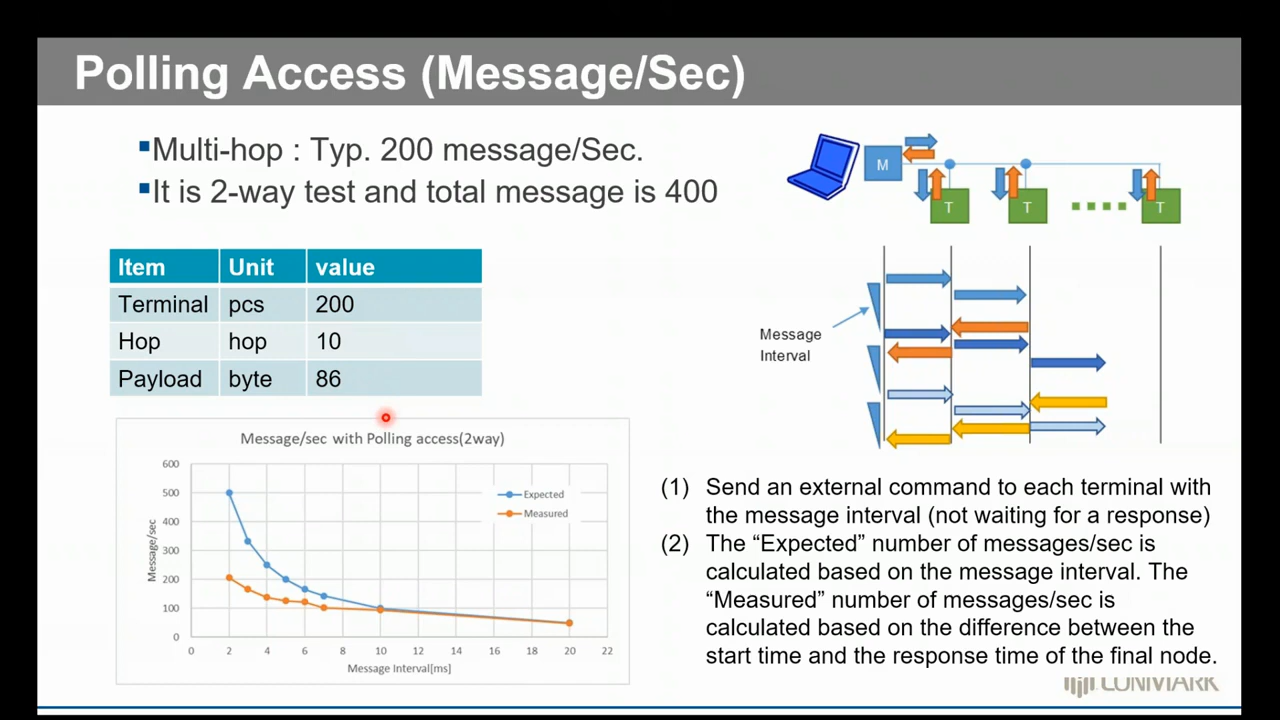 Polling Access (Message/Sec)
▪Multi-hop : Typ. 200 message/Sec.
▪It is 2-way test and total message is 400
Item Unit value
Terminal pcs 200
Hop hop 10
Payload byte 86
M
T T T
Message
Interval
Message/sec with Polling access(2way)
Message/sec
600
500
400
300
200
100
0
Expected
Measured
0 2 4 6 8 10 12 14 16 18 20 22
Message Interval[ms]
(1) Send an external command to each terminal with
the message interval (not waiting for a response)
(2) The “Expected” number of messages/sec is
calculated based on the message interval. The
“Measured” number of messages/sec is
calculated based on the difference between the
start time and the response time of the final node.